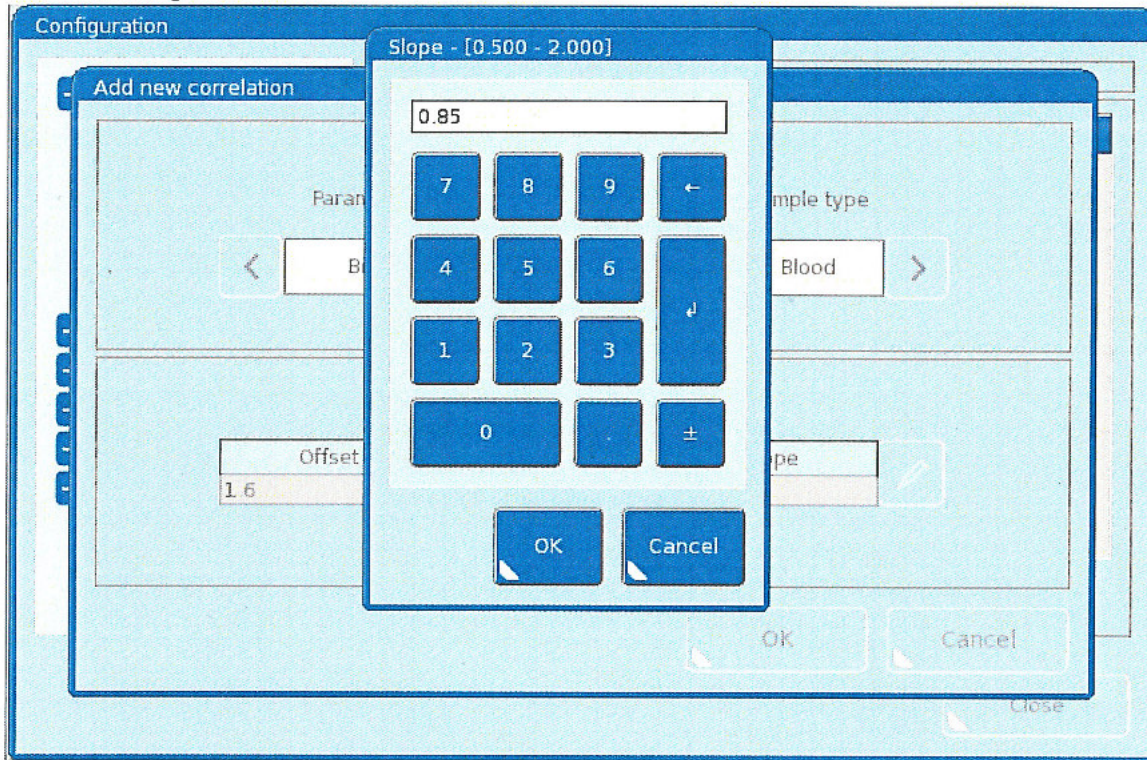 Configuration
Slope - [0.500 - 2.000]
Add new correlation
0.85
7 8 9 ←
Param mple type
< Blood >
4 5 6 ↲
1 2 3
0 . ±
Offset pe
1.6
OK Cancel
OK Cancel
Close